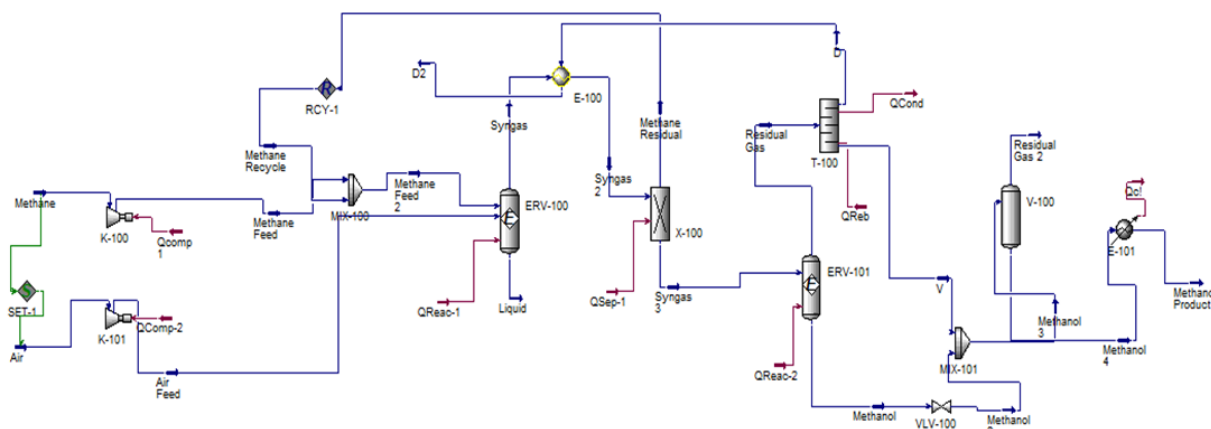 D2
E-100
D
QCond
RCY-1
Syngas
Methane
Residual
Residual
Gas
T-100
Residual
Gas 2
Methane
Recycle
Methane
Feed
2
Syngas
2
Methane
K-100
Methane
Feed
MIX-100
ERV-100
X-100
QReb
V-100
E-101
Qcomp
1
ERV-101
V
Methanol
Product
SET-1
QReac-1
Liquid
QSep-1
Syngas
3
Air
K-101
QComp-2
Methanol
3
Methanol
4
Air
Feed
QReac-2
MIX-101
Methanol
VLV-100
Methanol